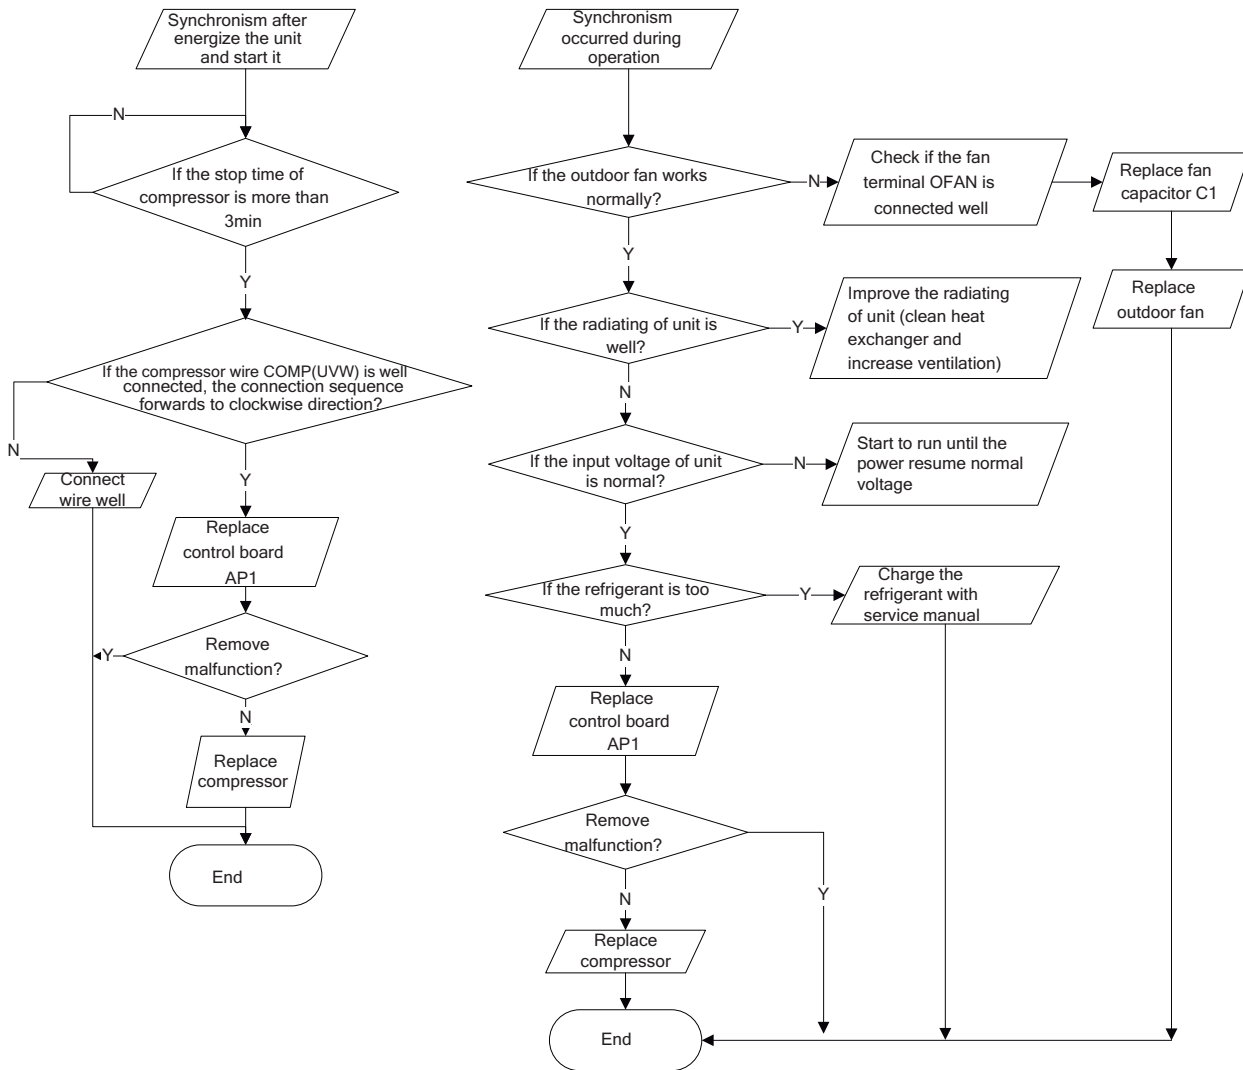 Synchronism after
energize the unit
and start it
N
If the stop time of
compressor is more than
3min
Y
If the compressor wire COMP(UVW) is well
connected, the connection sequence
forwards to clockwise direction?
N
Connect
wire well
Y
Replace
control board
AP1
Remove
malfunction?
Y
N
Replace
compressor
End
Synchronism
occurred during
operation
If the outdoor fan works
normally?
N
Check if the fan
terminal OFAN is
connected well
Replace fan
capacitor C1
Replace
outdoor fan
Y
If the radiating of unit is
well?
Y
Improve the radiating
of unit (clean heat
exchanger and
increase ventilation)
N
If the input voltage of unit
is normal?
N
Start to run until the
power resume normal
voltage
Y
If the refrigerant is too
much?
Y
Charge the
refrigerant with
service manual
N
Replace
control board
AP1
Remove
malfunction?
Y
N
Replace
compressor
End